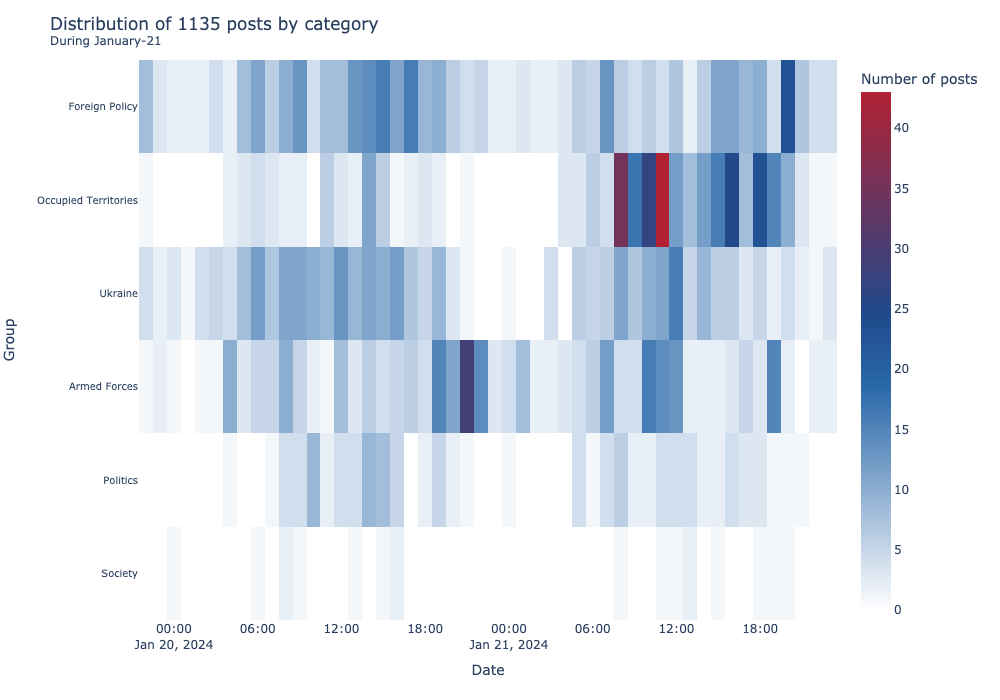 Distribution of 1135 posts by category
During January-21
Number of posts
40
35
30
25
20
15
10
5
0
Group
Foreign Policy
Occupied Territories
Ukraine
Armed Forces
Politics
Society
00:00 06:00 12:00 18:00 00:00 06:00 12:00 18:00
Jan 20, 2024 Jan 21, 2024
Date